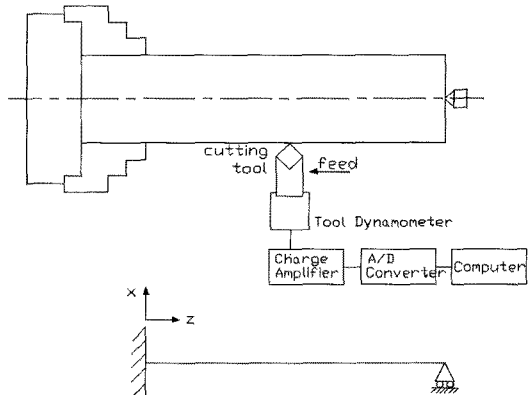 cutting
tool
feed
Tool Dynamometer
Charge
Amplifier
A/D
Converter
Computer
x
z